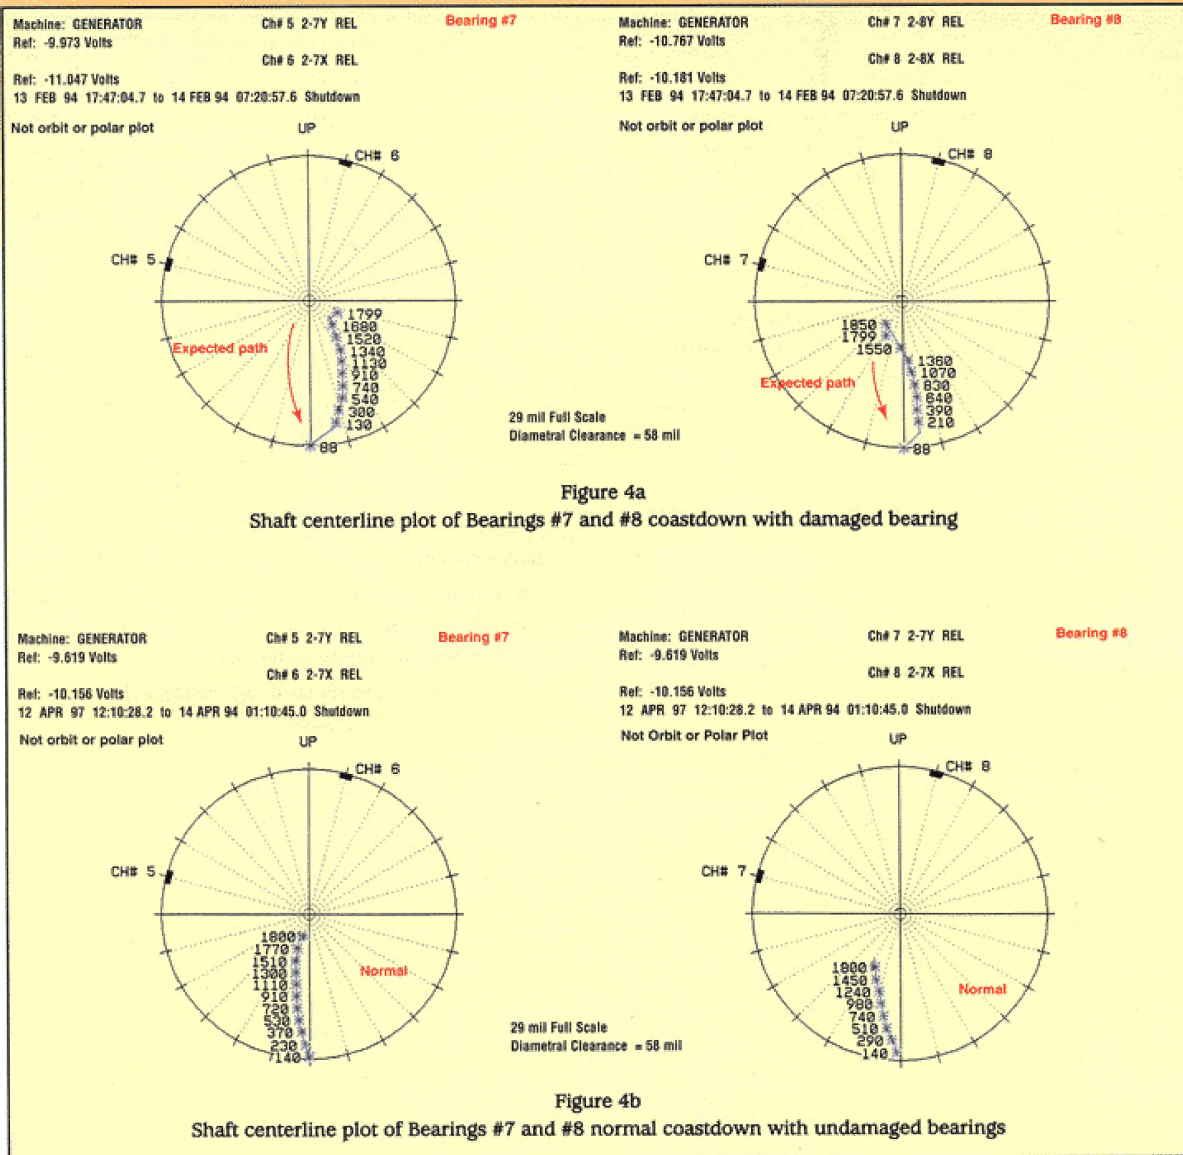 Machine: GENERATOR Ch# 5 2-7Y REL Bearing #7
Ref: -9.973 Volts
Ch# 6 2-7X REL
Ref: -11.047 Volts
13 FEB 94 17:47:04.7 to 14 FEB 94 07:20:57.6 Shutdown
Not orbit or polar plot
UP
CH# 6
CH# 5
1799
1680
1520
1340
1130
910
740
540
300
130
88
Expected path
Machine: GENERATOR Ch# 7 2-8Y REL Bearing #8
Ref: -10.767 Volts
Ch# 8 2-8X REL
Ref: -10.181 Volts
13 FEB 94 17:47:04.7 to 14 FEB 94 07:20:57.6 Shutdown
Not orbit or polar plot
UP
CH# 8
CH# 7
1850
1799
1550
1380
1070
830
640
390
210
88
Expected path
29 mil Full Scale
Diametral Clearance = 58 mil
Figure 4a
Shaft centerline plot of Bearings #7 and #8 coastdown with damaged bearing
Machine: GENERATOR Ch# 5 2-7Y REL Bearing #7
Ref: -9.619 Volts
Ch# 6 2-7X REL
Ref: -10.156 Volts
12 APR 97 12:10:28.2 to 14 APR 94 01:10:45.0 Shutdown
Not orbit or polar plot
UP
CH# 6
CH# 5
1800
1770
1510
1300
1110
910
720
530
370
230
140
Normal
Machine: GENERATOR Ch# 7 2-7Y REL Bearing #8
Ref: -9.619 Volts
Ch# 8 2-7X REL
Ref: -10.156 Volts
12 APR 97 12:10:28.2 to 14 APR 94 01:10:45.0 Shutdown
Not Orbit or Polar Plot
UP
CH# 8
CH# 7
1800
1450
1240
980
740
510
290
140
Normal
29 mil Full Scale
Diametral Clearance = 58 mil
Figure 4b
Shaft centerline plot of Bearings #7 and #8 normal coastdown with undamaged bearings